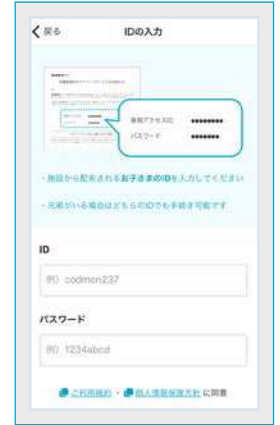 戻る
IDの入力
専用アクセスID ●●●●●●●●
パスワード ●●●●●●●
・施設から配布されるお子さまのIDを入力してください
・兄弟がいる場合はどちらのIDでも手続き可能です
ID
例）codmon237
パスワード
例）1234abcd
ご利用規約・個人情報保護方針 に同意